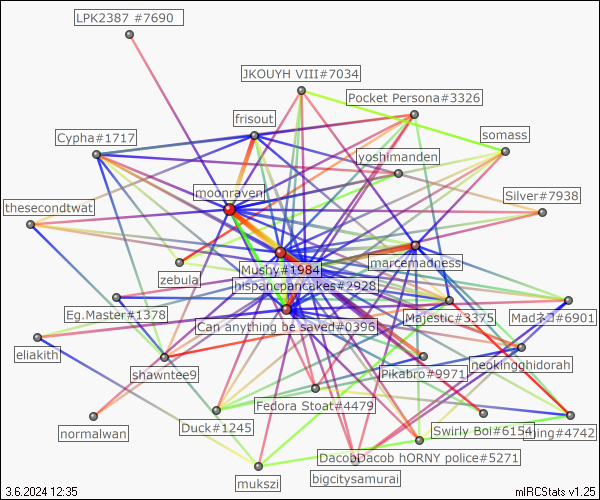 LPK2387 #7690
JKOUYH VIII#7034
Pocket Persona#3326
frisout
Cypha#1717
somass
yoshimanden
moonraven
Silver#7938
thesecondtwat
marcemadness
Mushy#1984
zebula
hispancpancakes#2928
Eg.Master#1378
Majestic#3375
Madネコ#6901
Can anything be saved#0396
eliakith
neokingghidorah
shawntee9
Pikabro#9971
Fedora Stoat#4479
Duck#1245
Swirly Boi#6154
#4742
normalwan
DacobDacob hORNY police#5271
mukszi
bigcitysamurai
3.6.2024 12:35
mIRCStats v1.25